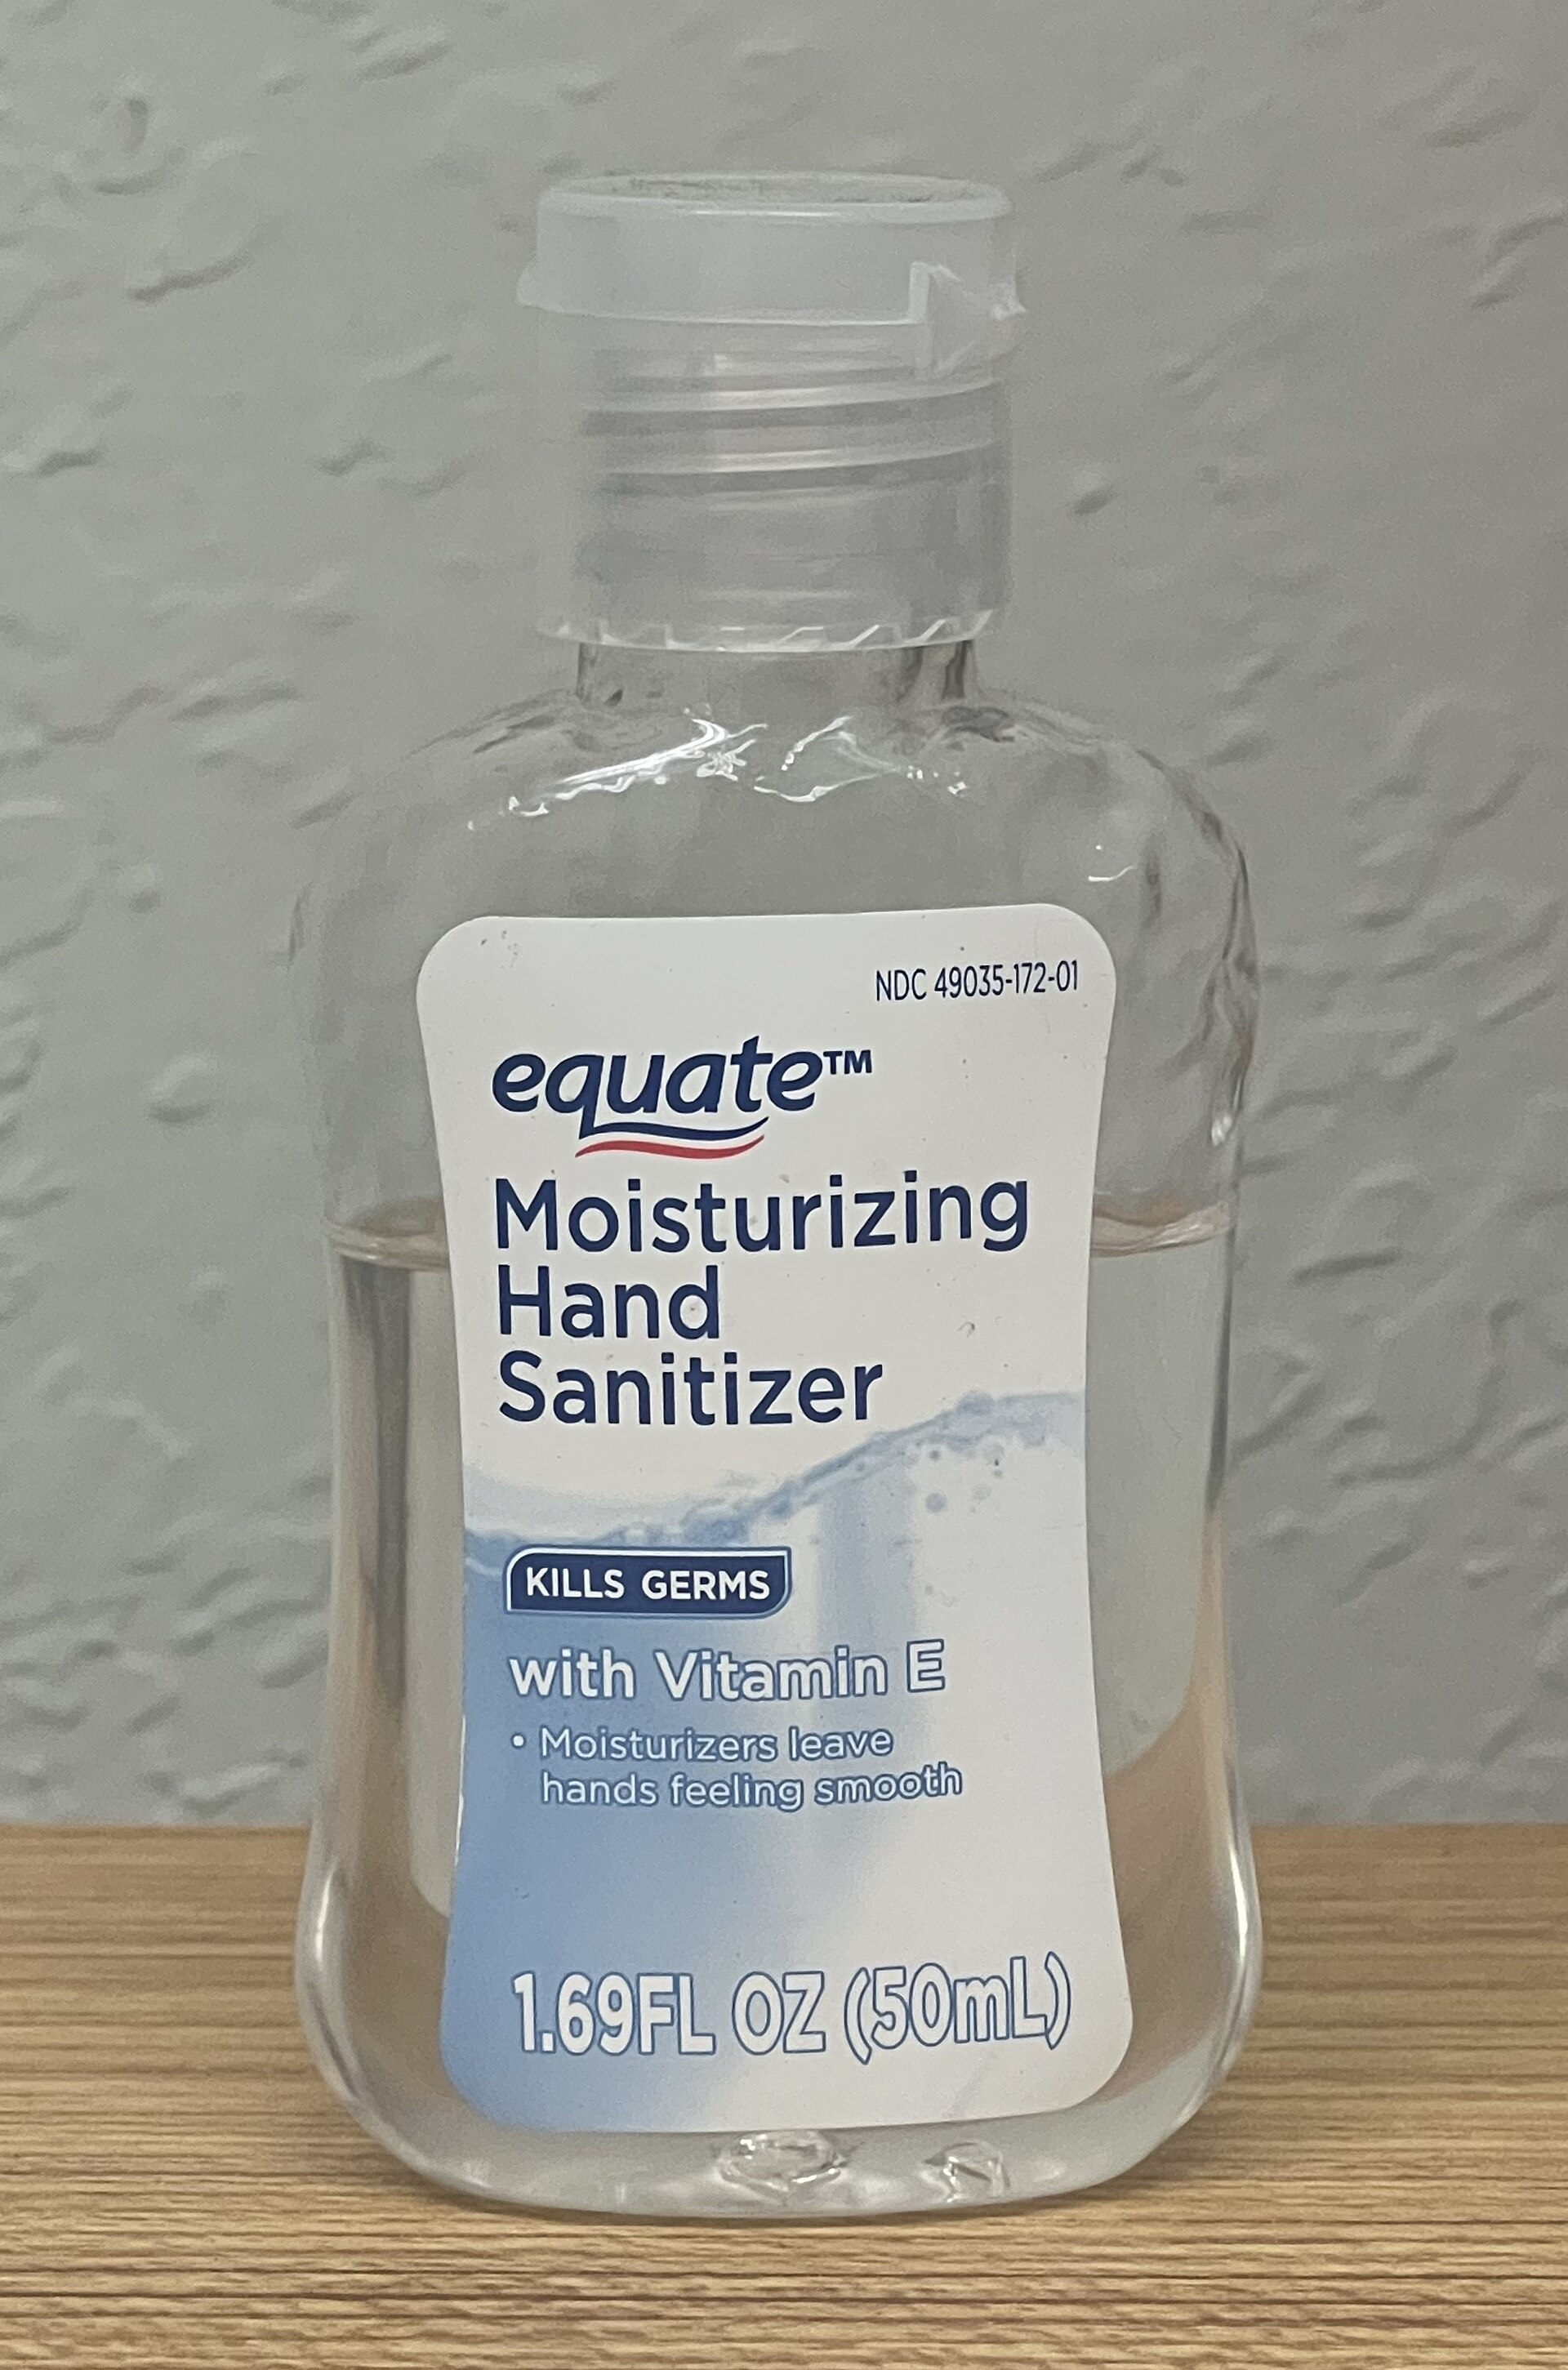 NDC 49035-172-01
equate™
Moisturizing
Hand
Sanitizer
KILLS GERMS
with Vitamin E
• Moisturizers leave
hands feeling smooth
1.69FL OZ (50mL)